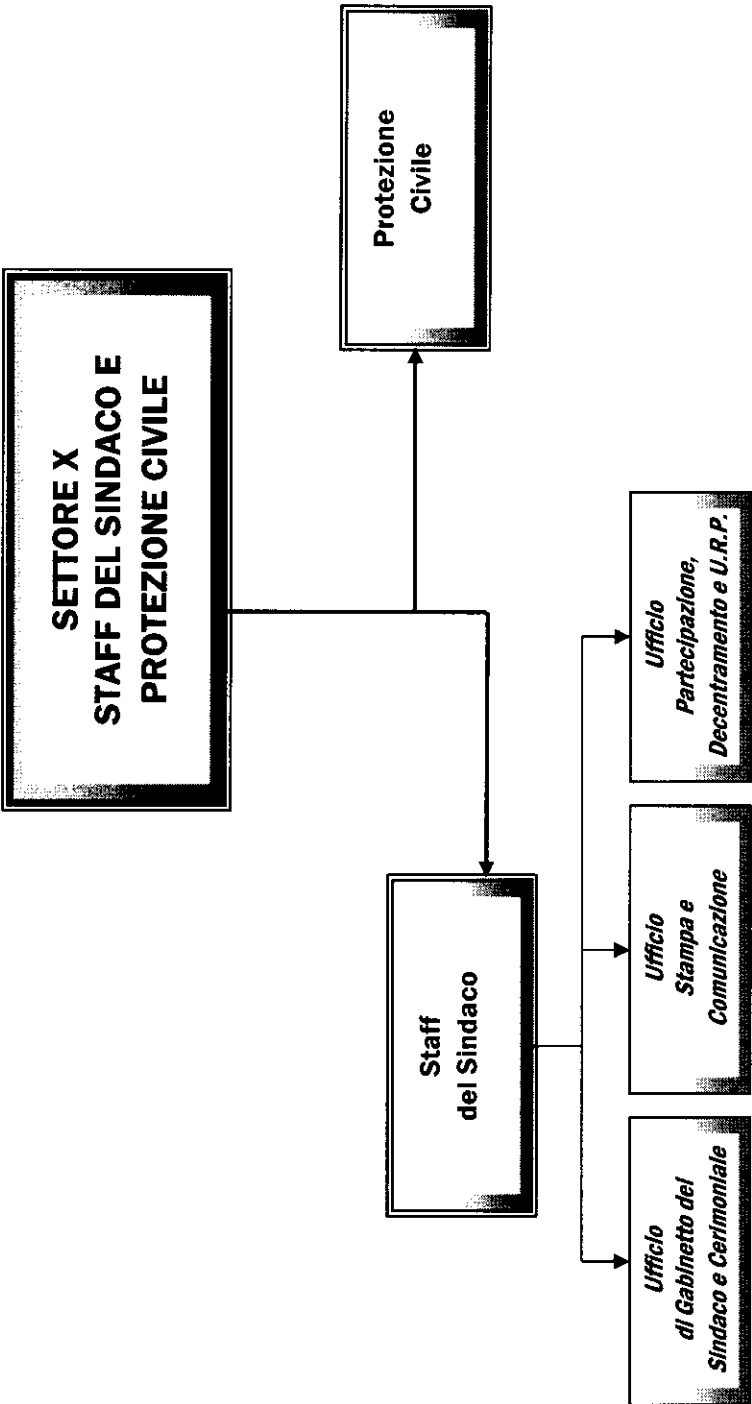 SETTORE X
STAFF DEL SINDACO E
PROTEZIONE CIVILE
Staff
del Sindaco
Protezione
Civile
Ufficio
di Gabinetto del
Sindaco e Cerimoniale
Ufficio
Stampa e
Comunicazione
Ufficio
Partecipazione,
Decentramento e U.R.P.